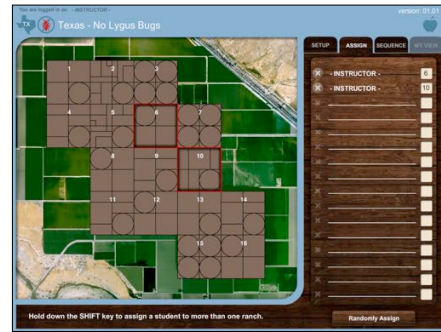 You are logged in as: - INSTRUCTOR -
version: 01.01
TX
Texas - No Lygus Bugs
SETUP
ASSIGN
SEQUENCE
MY VIEW
- INSTRUCTOR -
6
- INSTRUCTOR -
10
1
2
3
4
5
6
7
8
9
10
11
12
13
14
15
16
Hold down the SHIFT key to assign a student to more than one ranch.
Randomly Assign